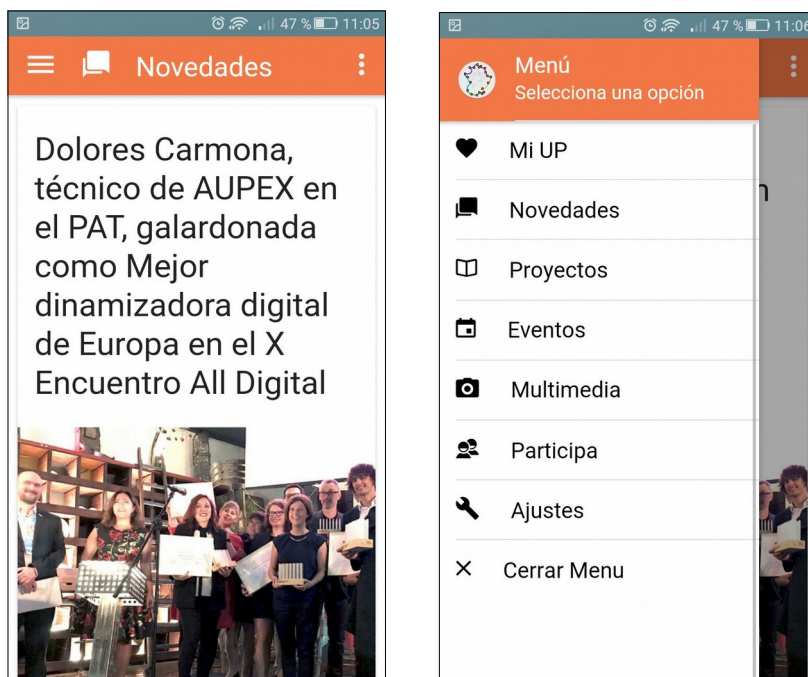 47 % 11:05
Novedades
Dolores Carmona,
técnico de AUPEX en
el PAT, galardonada
como Mejor
dinamizadora digital
de Europa en el X
Encuentro All Digital
47 % 11:06
Menú
Selecciona una opción
Mi UP
Novedades
Proyectos
Eventos
Multimedia
Participa
Ajustes
Cerrar Menu
n